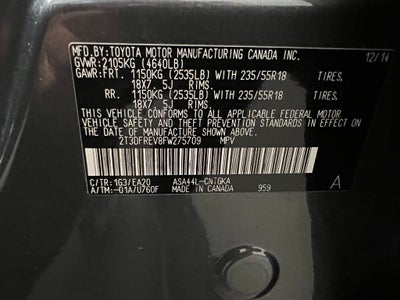 MFD. BY: TOYOTA MOTOR MANUFACTURING CANADA INC.
GVWR: 2105KG (4640LB) 12/14
GAWR: FRT. 1150KG (2535LB) WITH 235/55R18 TIRES,
18X7.5J RIMS.
RR. 1150KG (2535LB) WITH 235/55R18 TIRES,
18X7.5J RIMS.
THIS VEHICLE CONFORMS TO ALL APPLICABLE FEDERAL MOTOR
VEHICLE SAFETY AND THEFT PREVENTION STANDARDS IN EFFECT
ON THE DATE OF MANUFACTURE SHOWN ABOVE.
2T3DFREV8FW275709 MPV
C/TR: 1G3/EA20 ASA44L-CNTGKA
A/TM: -01A/U760F MADE IN CANADA 959 A